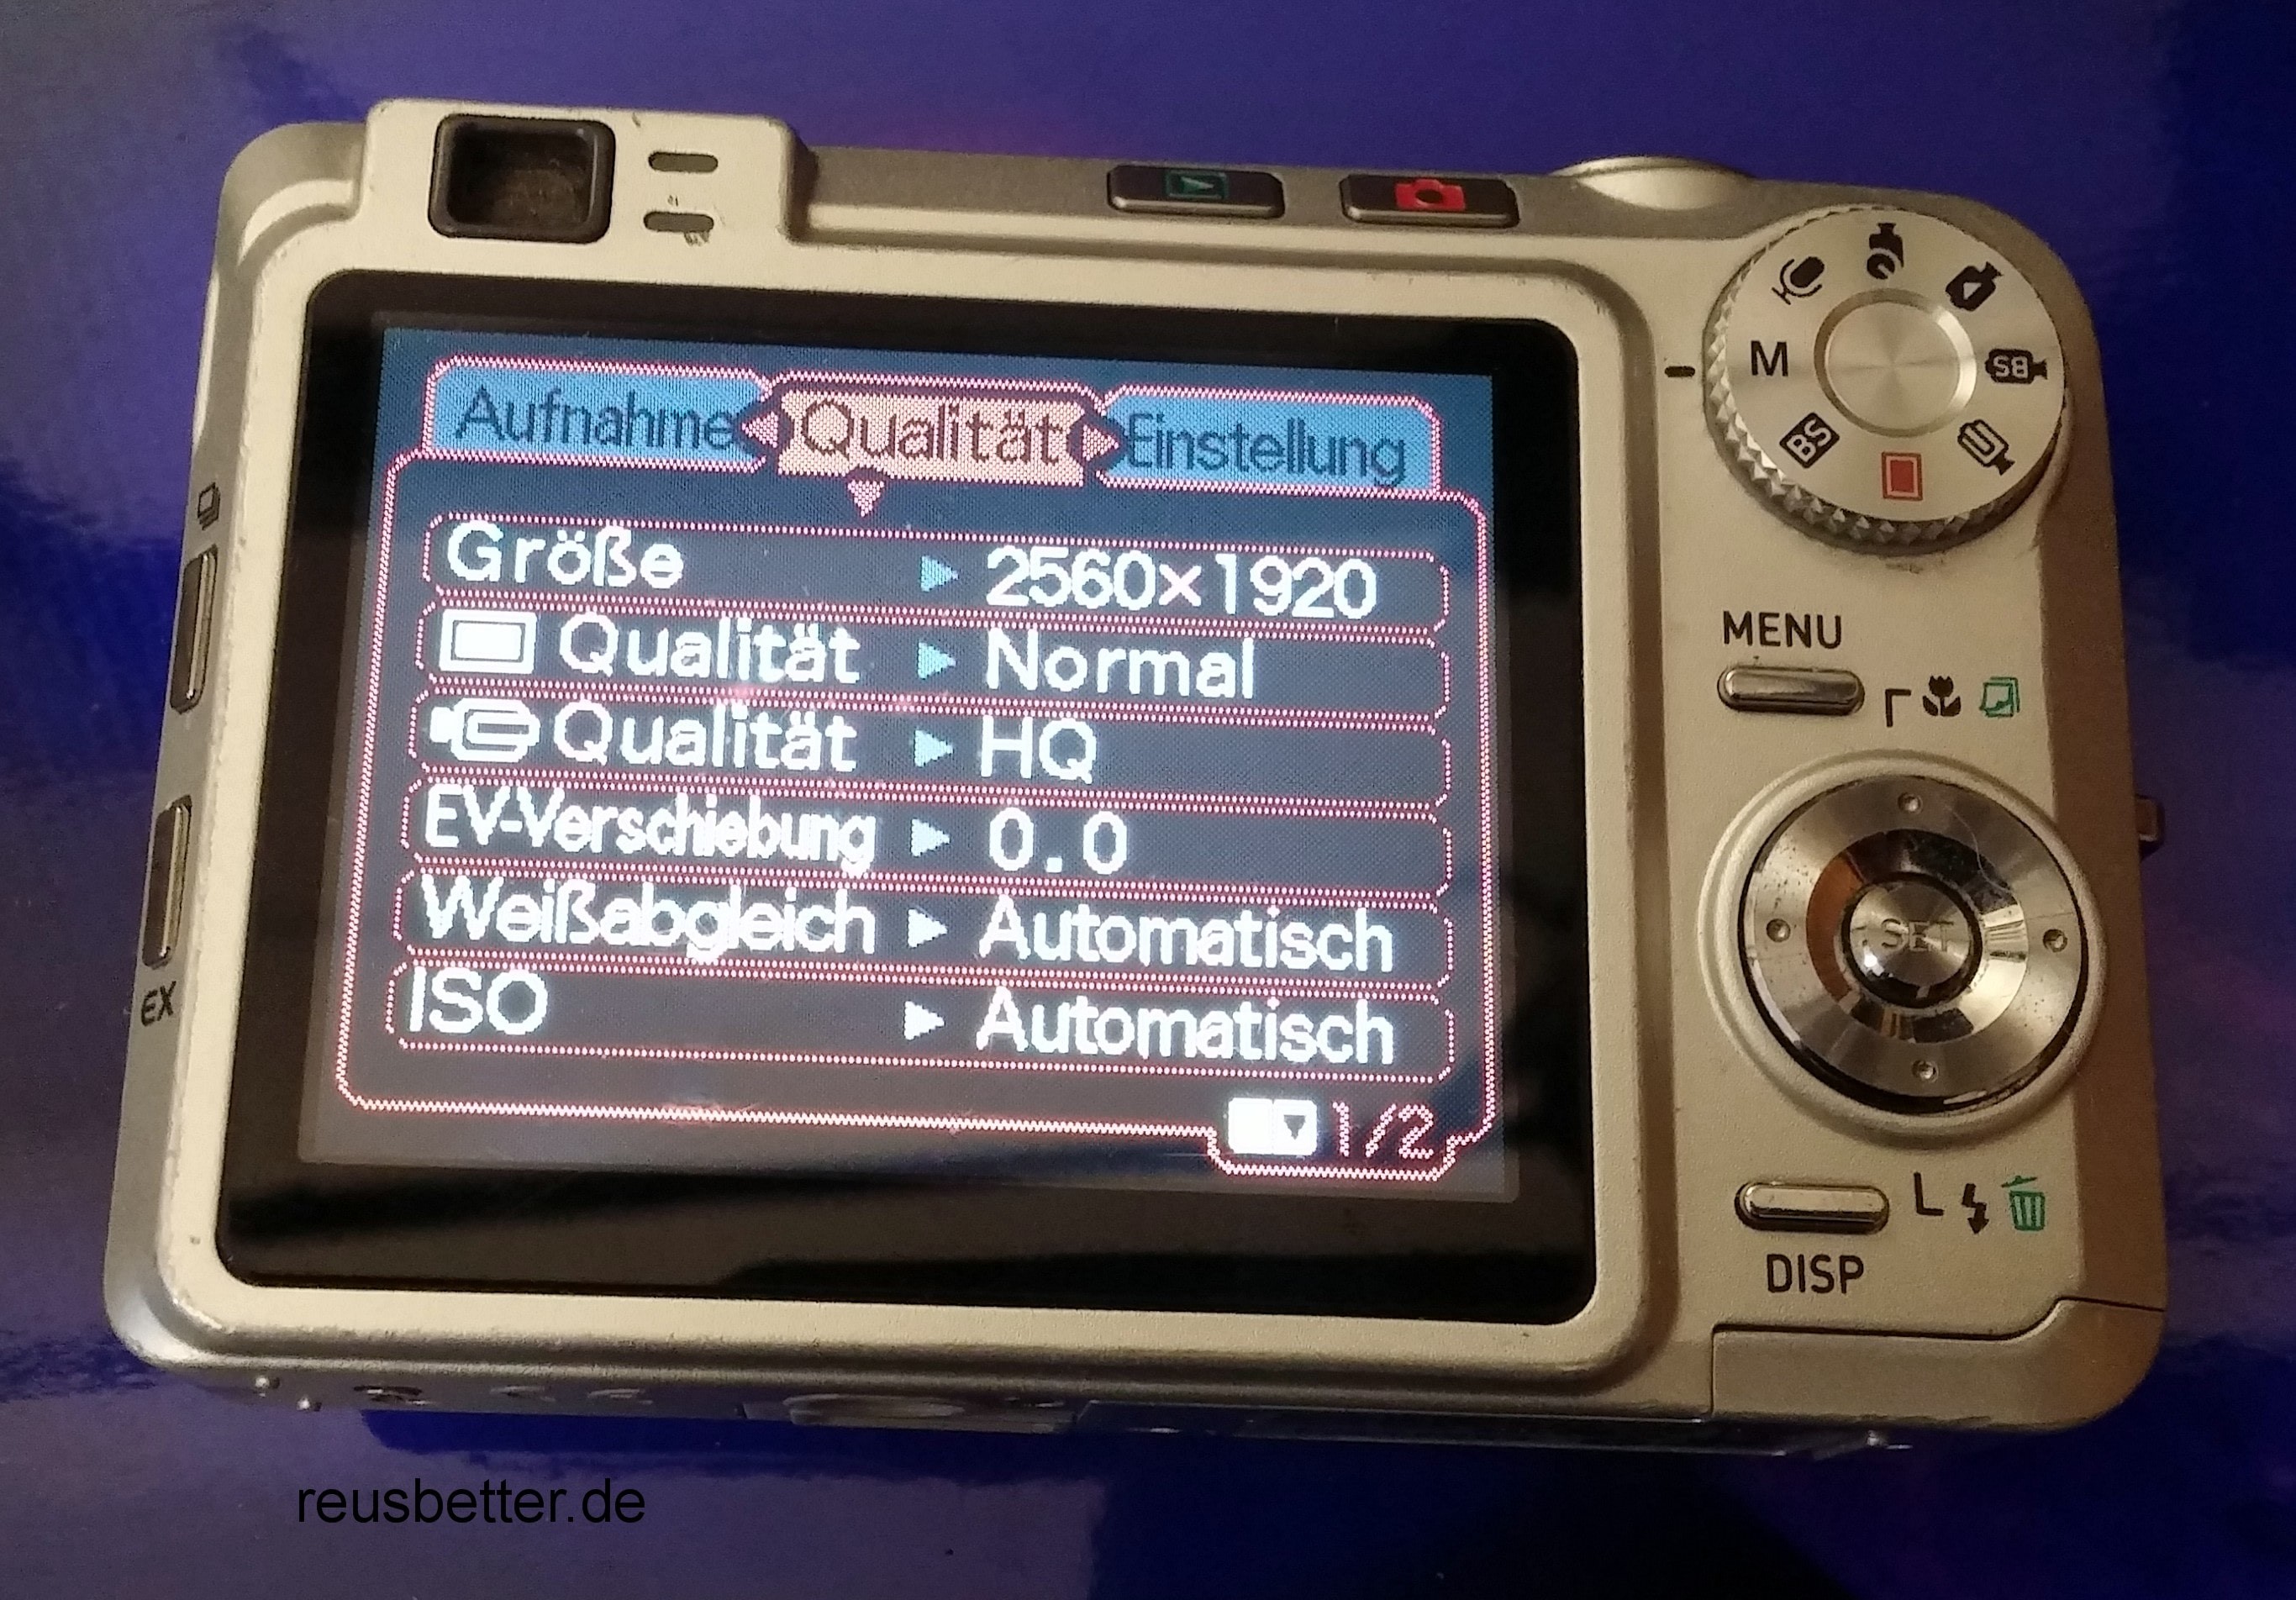 Aufnahme Qualität Einstellung
Größe 2560×1920
Qualität Normal
Qualität HQ
EV-Verschiebung 0.0
Weißabgleich Automatisch
ISO Automatisch
1/2
EX
M
BS
BS
MENU
SET
DISP
reusbetter.de